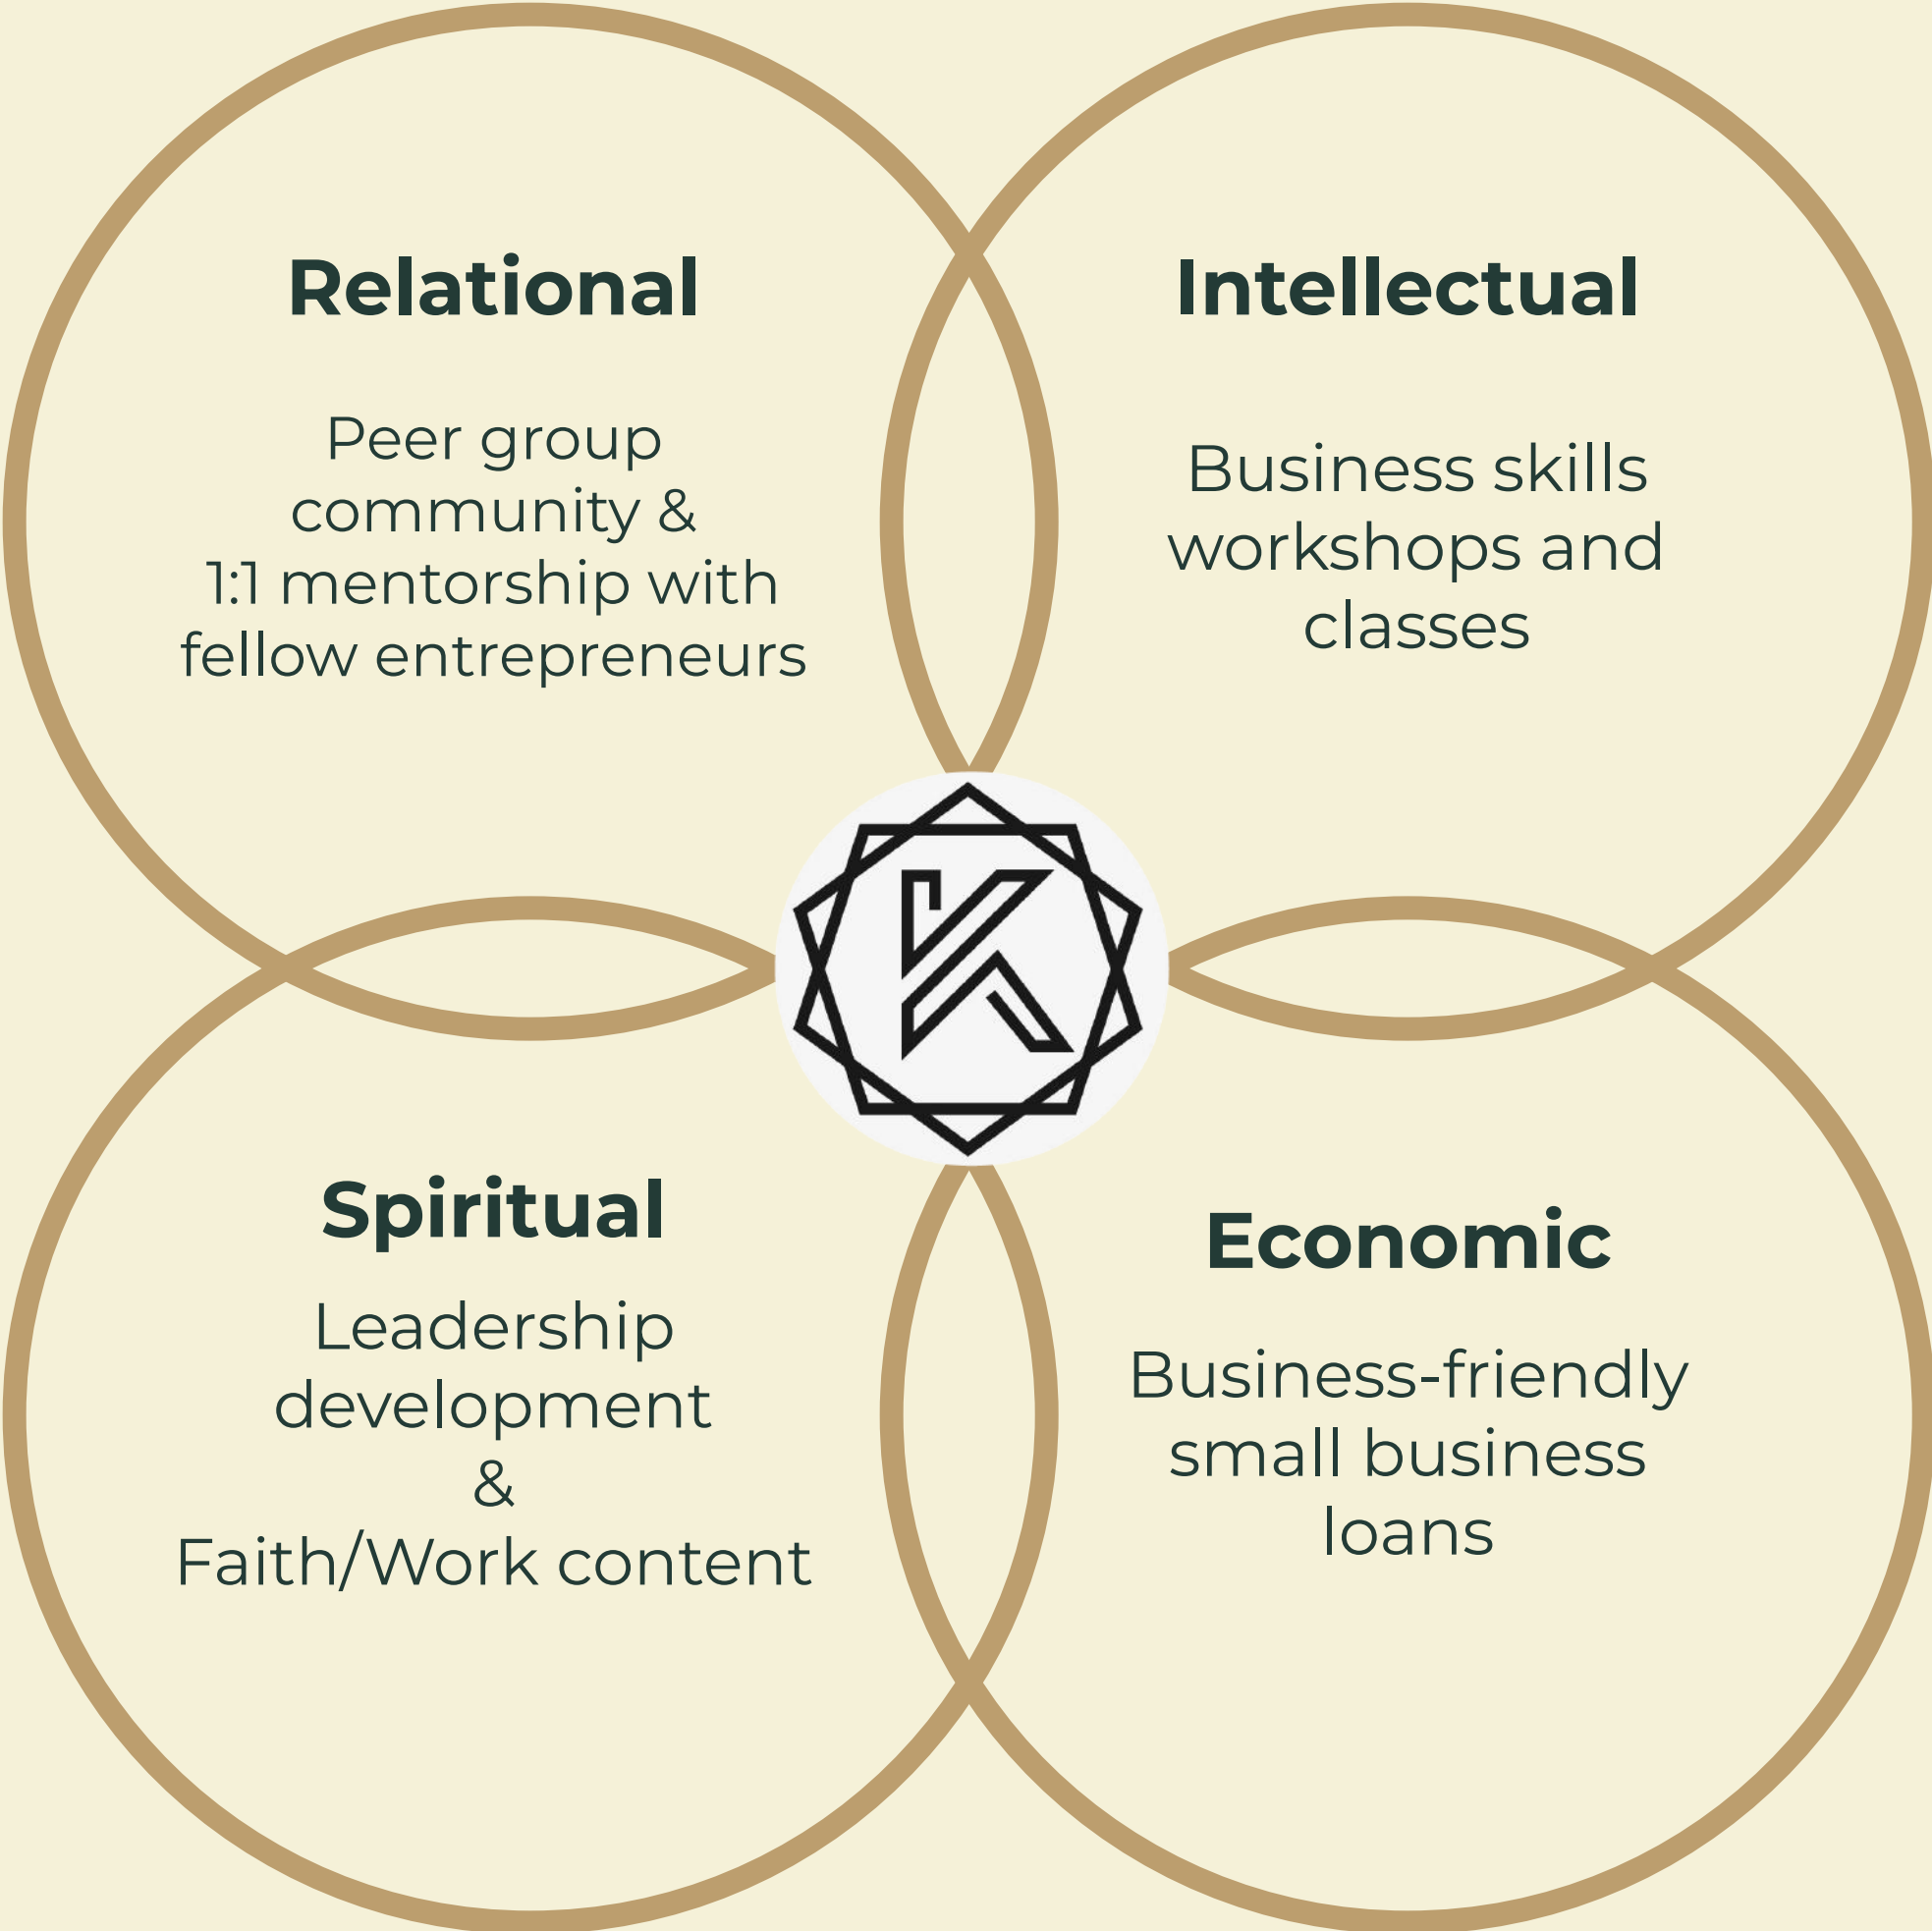 Relational
Peer group
community &
1:1 mentorship with
fellow entrepreneurs
Intellectual
Business skills
workshops and
classes
K
Spiritual
Leadership
development
&
Faith/Work content
Economic
Business-friendly
small business
loans